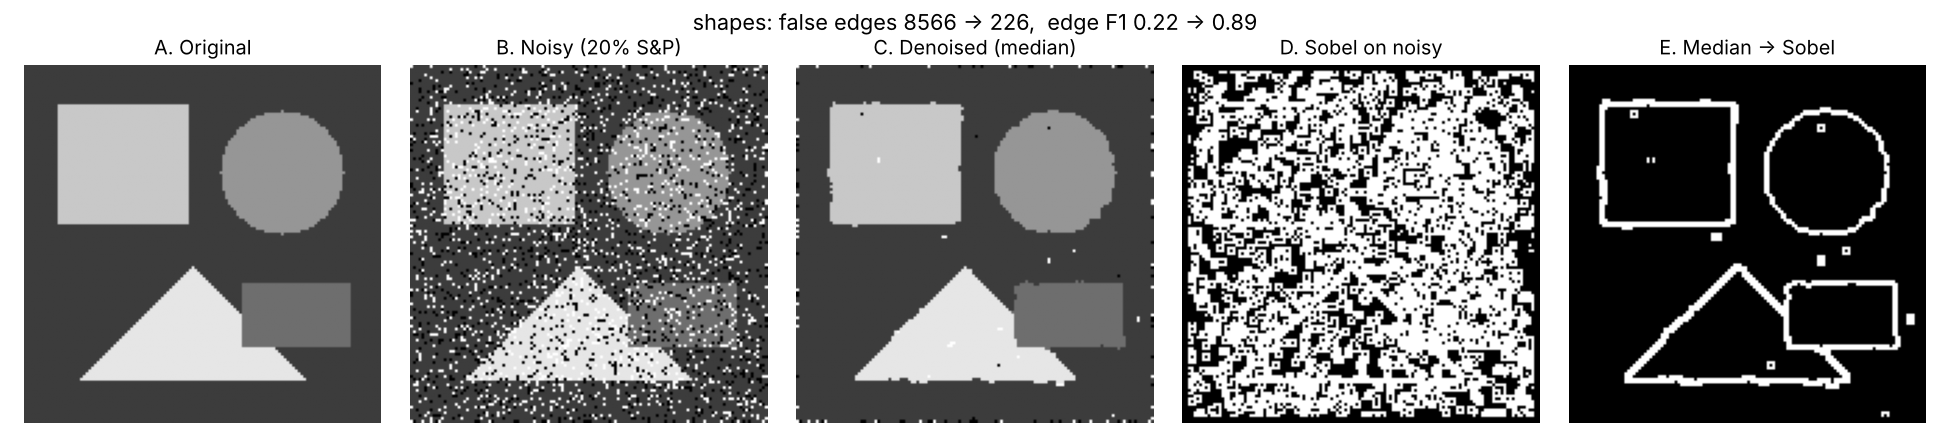 shapes: false edges 8566 → 226,  edge F1 0.22 → 0.89
A. Original
B. Noisy (20% S&P)
C. Denoised (median)
D. Sobel on noisy
E. Median → Sobel